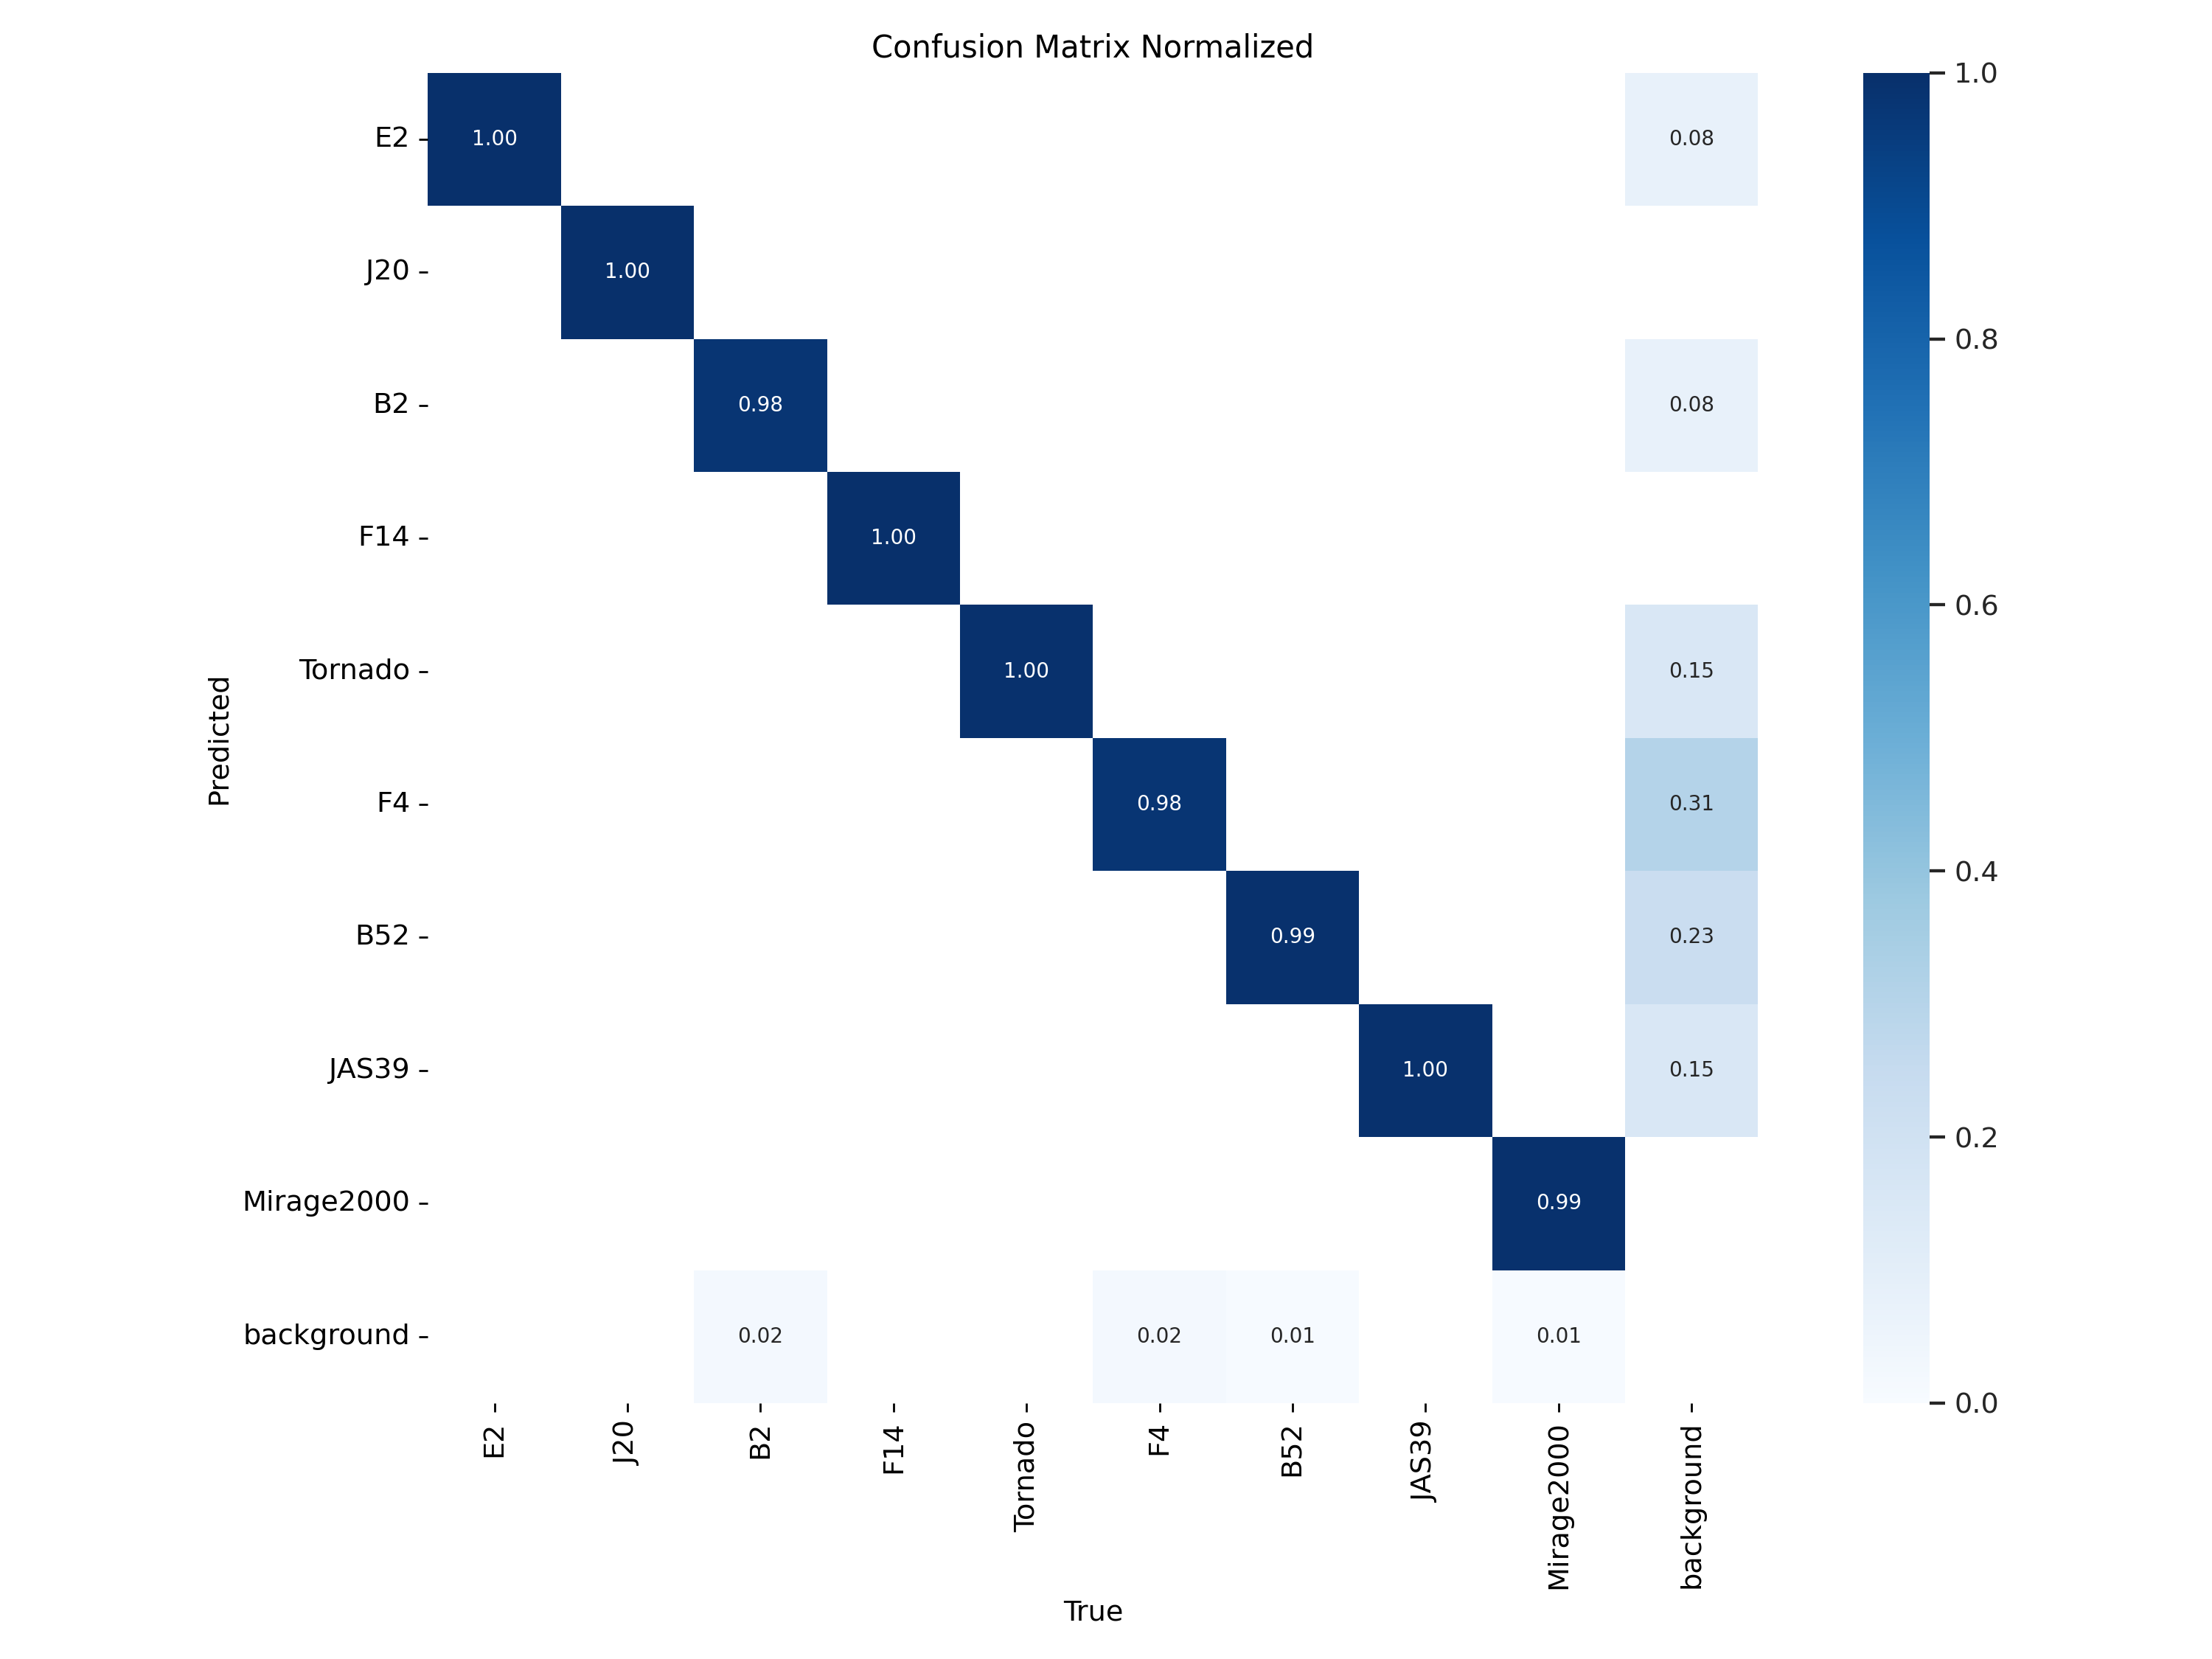 Confusion Matrix Normalized
E2
1.00
0.08
J20
1.00
B2
0.98
0.08
F14
1.00
Tornado
1.00
0.15
F4
0.98
0.31
B52
0.99
0.23
JAS39
1.00
0.15
Mirage2000
0.99
background
0.02
0.02
0.01
0.01
Predicted
E2
J20
B2
F14
Tornado
F4
B52
JAS39
Mirage2000
background
True
1.0
0.8
0.6
0.4
0.2
0.0